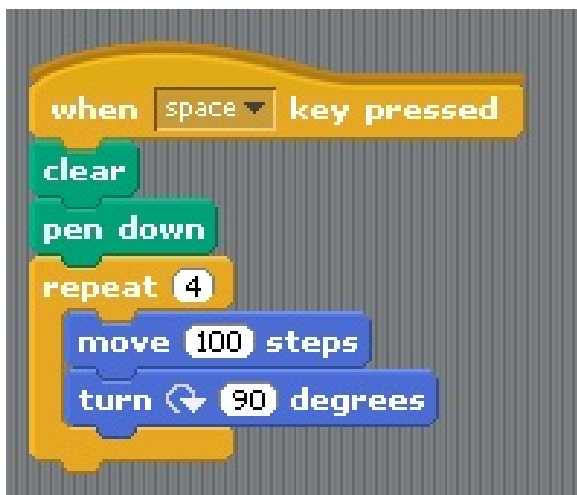 when space key pressed
clear
pen down
repeat 4
move 100 steps
turn 90 degrees